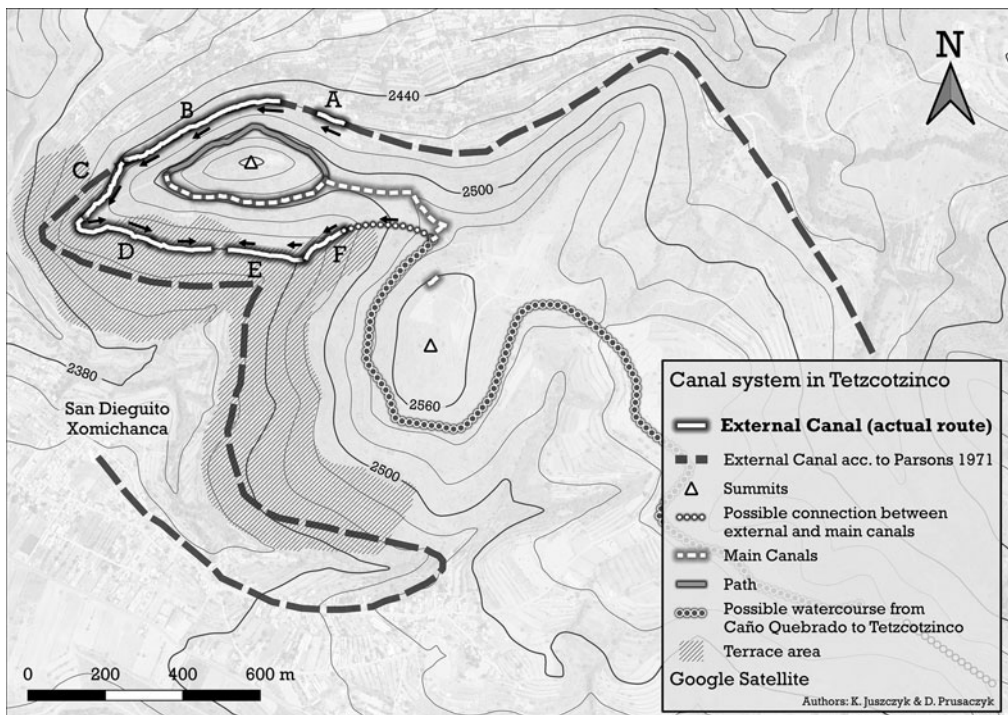 N
2440
A
B
C
2500
D
E
F
2380
San Dieguito
Xomichanca
2560
2500
0 200 400 600 m
Canal system in Tetzcotzinco
External Canal (actual route)
External Canal acc. to Parsons 1971
Summits
Possible connection between
external and main canals
Main Canals
Path
Possible watercourse from
Caño Quebrado to Tetzcotzinco
Terrace area
Google Satellite
Authors: K. Juszczyk & D. Prusaczyk